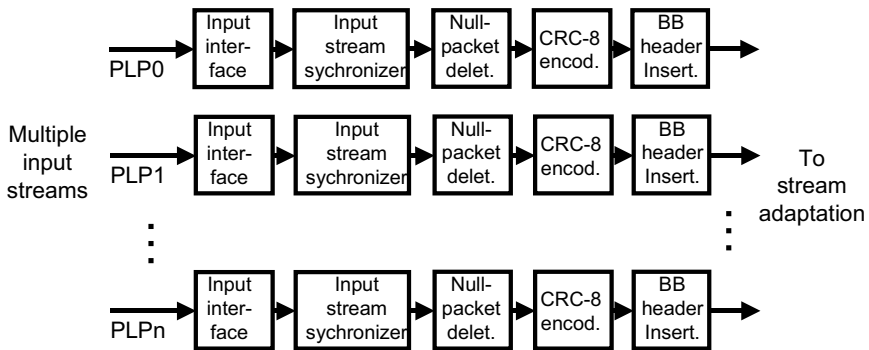 Input
inter-
face
Input
stream
sychronizer
Null-
packet
delet.
CRC-8
encod.
BB
header
Insert.
PLP0
Multiple
input
streams
Input
inter-
face
Input
stream
sychronizer
Null-
packet
delet.
CRC-8
encod.
BB
header
Insert.
PLP1
To
stream
adaptation
Input
inter-
face
Input
stream
sychronizer
Null-
packet
delet.
CRC-8
encod.
BB
header
Insert.
PLPn